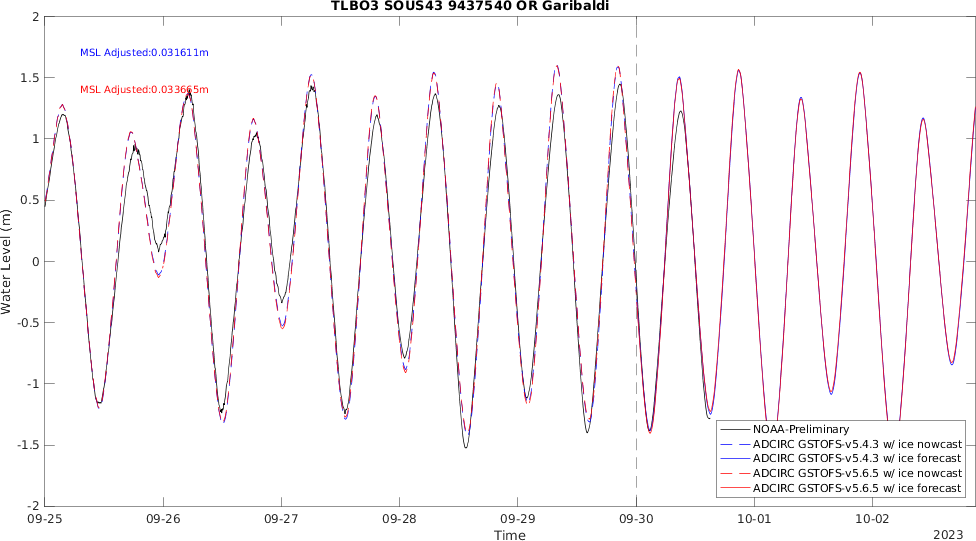 TLBO3 SOUS43 9437540 OR Garibaldi
2
1.5
1
0.5
0
-0.5
-1
-1.5
-2
Water Level (m)
MSL Adjusted:0.031611m
MSL Adjusted:0.033665m
NOAA-Preliminary
ADCIRC GSTOFS-v5.4.3 w/ ice nowcast
ADCIRC GSTOFS-v5.4.3 w/ ice forecast
ADCIRC GSTOFS-v5.6.5 w/ ice nowcast
ADCIRC GSTOFS-v5.6.5 w/ ice forecast
09-25 09-26 09-27 09-28 09-29 09-30 10-01 10-02
Time
2023